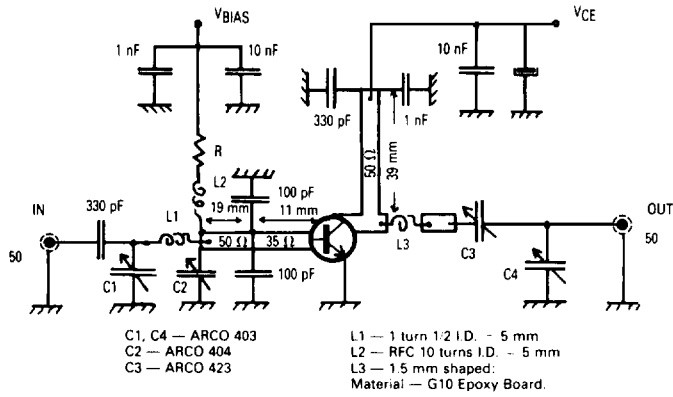 VBIAS
VCE
1 nF
10 nF
10 nF
330 pF
1 nF
R
L2
50 Ω
39 mm
100 pF
19 mm
11 mm
IN
330 pF
L1
OUT
50
50 Ω
35 Ω
L3
C3
50
C1
C2
100 pF
C4
C1, C4 — ARCO 403
C2 — ARCO 404
C3 — ARCO 423
L1 — 1 turn 1/2 I.D. - 5 mm
L2 — RFC 10 turns I.D. - 5 mm
L3 — 1.5 mm shaped:
Material — G10 Epoxy Board.